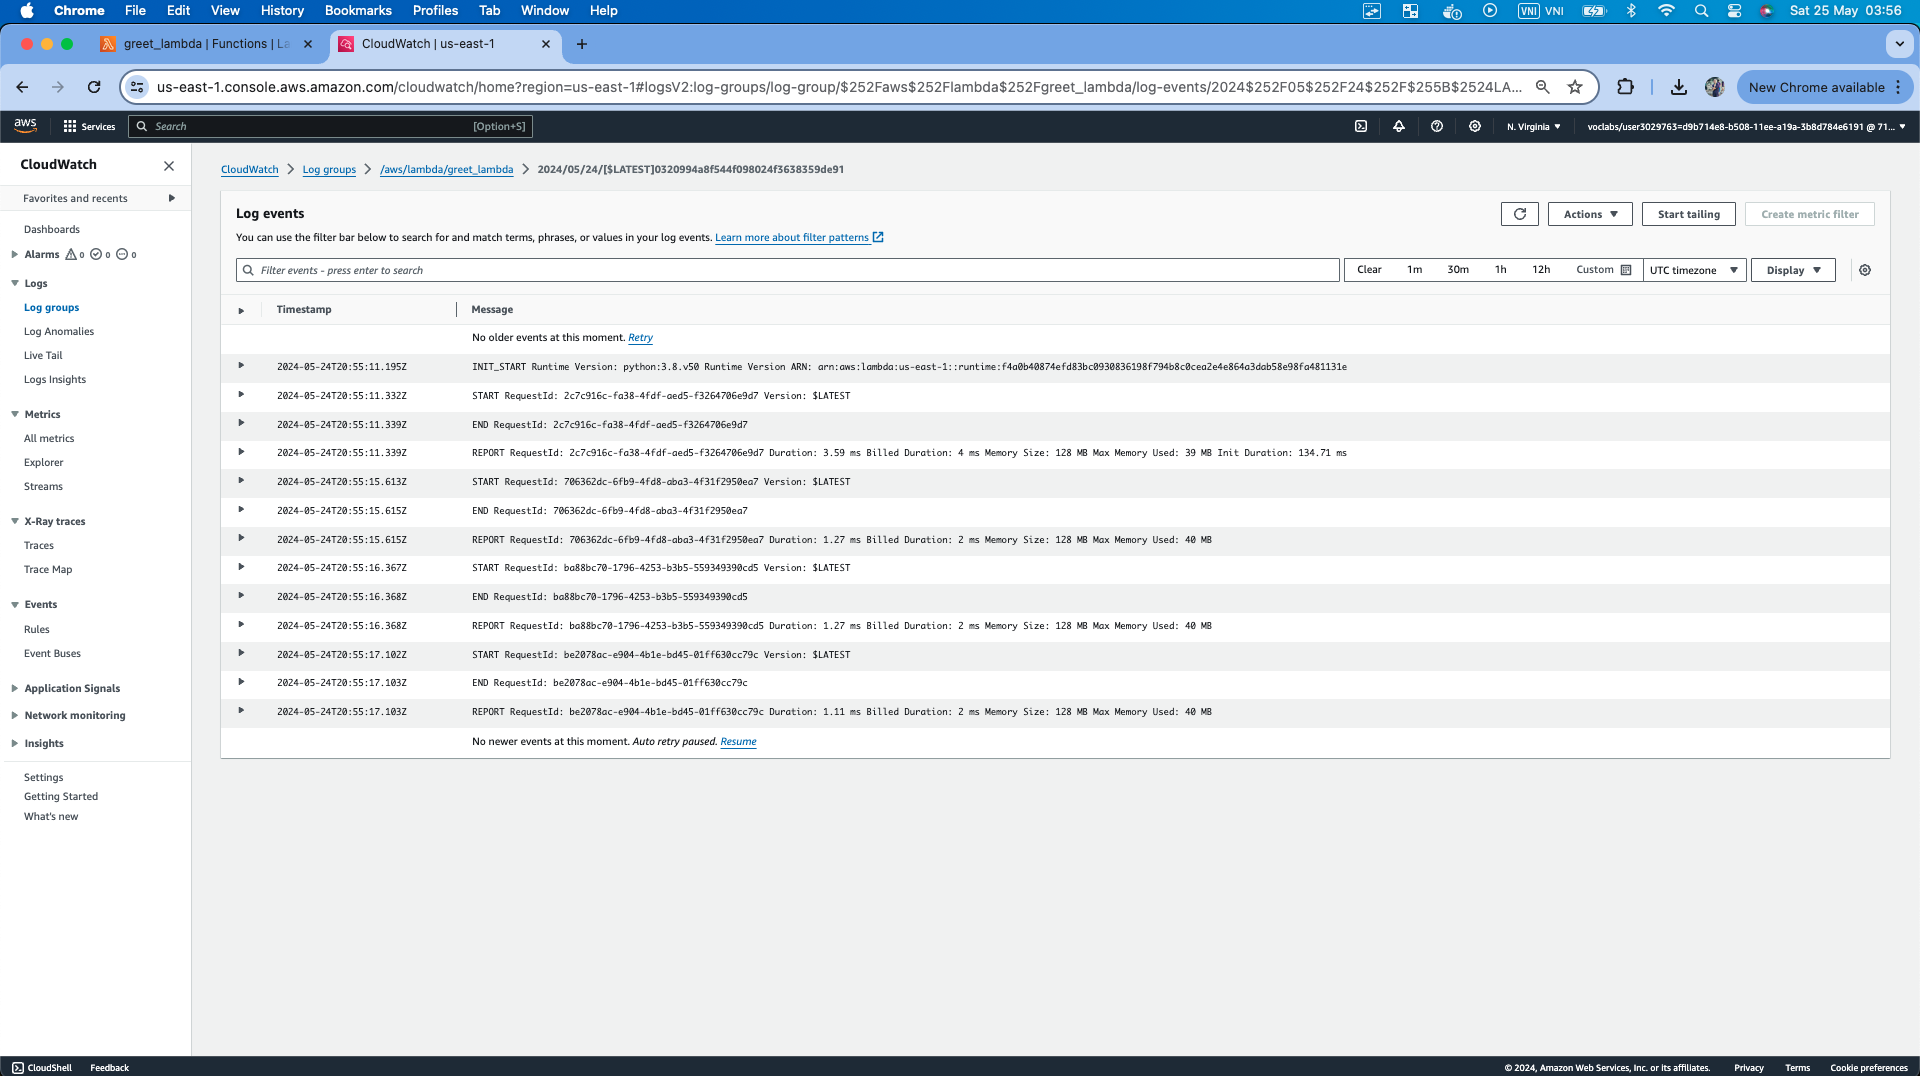 Chrome File Edit View History Bookmarks Profiles Tab Window Help VNI VNI Sat 25 May 03:56
greet_lambda | Functions | La CloudWatch | us-east-1
us-east-1.console.aws.amazon.com/cloudwatch/home?region=us-east-1#logsV2:log-groups/log-group/$252Faws$252Flambda$252Fgreet_lambda/log-events/2024$252F05$252F24$252F$255B$2524LA... New Chrome available
aws Services Search [Option+S] N. Virginia voclabs/user3029763=d9b714e8-b508-11ee-a19a-3b8d784e6191 @ 71...
CloudWatch
Favorites and recents
Dashboards
Alarms 0 0 0
Logs
Log groups
Log Anomalies
Live Tail
Logs Insights
Metrics
All metrics
Explorer
Streams
X-Ray traces
Traces
Trace Map
Events
Rules
Event Buses
Application Signals
Network monitoring
Insights
Settings
Getting Started
What's new
CloudWatch Log groups /aws/lambda/greet_lambda 2024/05/24/[$LATEST]0320994a8f544f098024f3638359de91
Log events
Actions Start tailing Create metric filter
You can use the filter bar below to search for and match terms, phrases, or values in your log events. Learn more about filter patterns
Filter events - press enter to search Clear 1m 30m 1h 12h Custom UTC timezone Display
Timestamp Message
No older events at this moment. Retry
2024-05-24T20:55:11.195Z INIT_START Runtime Version: python:3.8.v50 Runtime Version ARN: arn:aws:lambda:us-east-1::runtime:f4a0b40874efd83bc0930836198f794b8c0cea2e4e864a3dab58e98fa481131e
2024-05-24T20:55:11.332Z START RequestId: 2c7c916c-fa38-4fdf-aed5-f3264706e9d7 Version: $LATEST
2024-05-24T20:55:11.339Z END RequestId: 2c7c916c-fa38-4fdf-aed5-f3264706e9d7
2024-05-24T20:55:11.339Z REPORT RequestId: 2c7c916c-fa38-4fdf-aed5-f3264706e9d7 Duration: 3.59 ms Billed Duration: 4 ms Memory Size: 128 MB Max Memory Used: 39 MB Init Duration: 134.71 ms
2024-05-24T20:55:15.613Z START RequestId: 706362dc-6fb9-4fd8-aba3-4f31f2950ea7 Version: $LATEST
2024-05-24T20:55:15.615Z END RequestId: 706362dc-6fb9-4fd8-aba3-4f31f2950ea7
2024-05-24T20:55:15.615Z REPORT RequestId: 706362dc-6fb9-4fd8-aba3-4f31f2950ea7 Duration: 1.27 ms Billed Duration: 2 ms Memory Size: 128 MB Max Memory Used: 40 MB
2024-05-24T20:55:16.367Z START RequestId: ba88bc70-1796-4253-b3b5-559349390cd5 Version: $LATEST
2024-05-24T20:55:16.368Z END RequestId: ba88bc70-1796-4253-b3b5-559349390cd5
2024-05-24T20:55:16.368Z REPORT RequestId: ba88bc70-1796-4253-b3b5-559349390cd5 Duration: 1.27 ms Billed Duration: 2 ms Memory Size: 128 MB Max Memory Used: 40 MB
2024-05-24T20:55:17.102Z START RequestId: be2078ac-e904-4b1e-bd45-01ff630cc79c Version: $LATEST
2024-05-24T20:55:17.103Z END RequestId: be2078ac-e904-4b1e-bd45-01ff630cc79c
2024-05-24T20:55:17.103Z REPORT RequestId: be2078ac-e904-4b1e-bd45-01ff630cc79c Duration: 1.11 ms Billed Duration: 2 ms Memory Size: 128 MB Max Memory Used: 40 MB
No newer events at this moment. Auto retry paused. Resume
CloudShell Feedback © 2024, Amazon Web Services, Inc. or its affiliates. Privacy Terms Cookie preferences